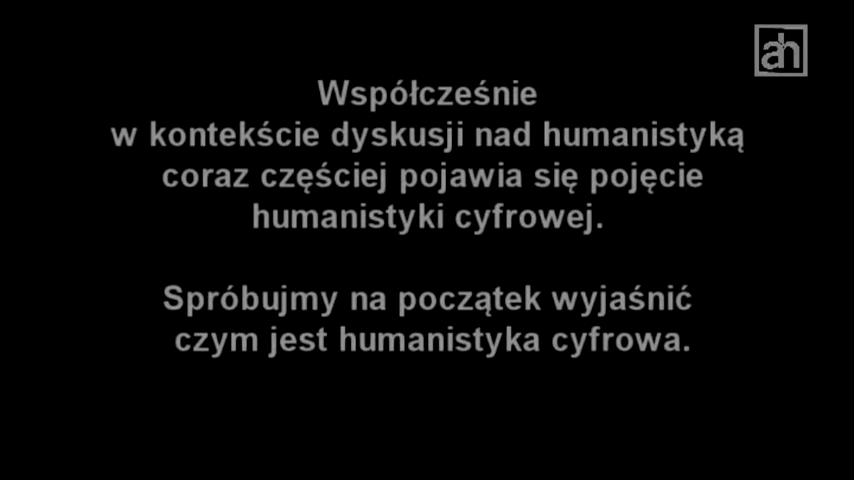 ah
Współcześnie
w kontekście dyskusji nad humanistyką
coraz częściej pojawia się pojęcie
humanistyki cyfrowej.
Spróbujmy na początek wyjaśnić
czym jest humanistyka cyfrowa.